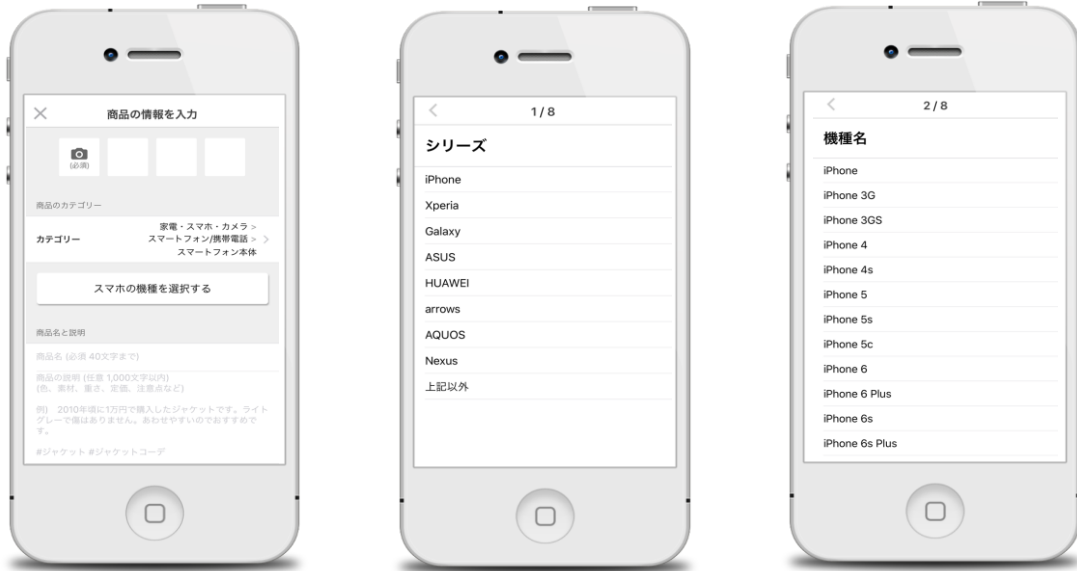 商品の情報を入力
(必須)
商品のカテゴリー
カテゴリー
家電・スマホ・カメラ >
スマートフォン/携帯電話 >
スマートフォン本体
スマホの機種を選択する
商品名と説明
商品名 (必須 40文字まで)
商品の説明 (任意 1,000文字以内)
(色、素材、重さ、定価、注意点など)
例) 2010年頃に1万円で購入したジャケットです。ライト
グレーで傷はありません。あわせやすいのでおすすめで
す。
#ジャケット #ジャケットコーデ
1 / 8
シリーズ
iPhone
Xperia
Galaxy
ASUS
HUAWEI
arrows
AQUOS
Nexus
上記以外
2 / 8
機種名
iPhone
iPhone 3G
iPhone 3GS
iPhone 4
iPhone 4s
iPhone 5
iPhone 5s
iPhone 5c
iPhone 6
iPhone 6 Plus
iPhone 6s
iPhone 6s Plus